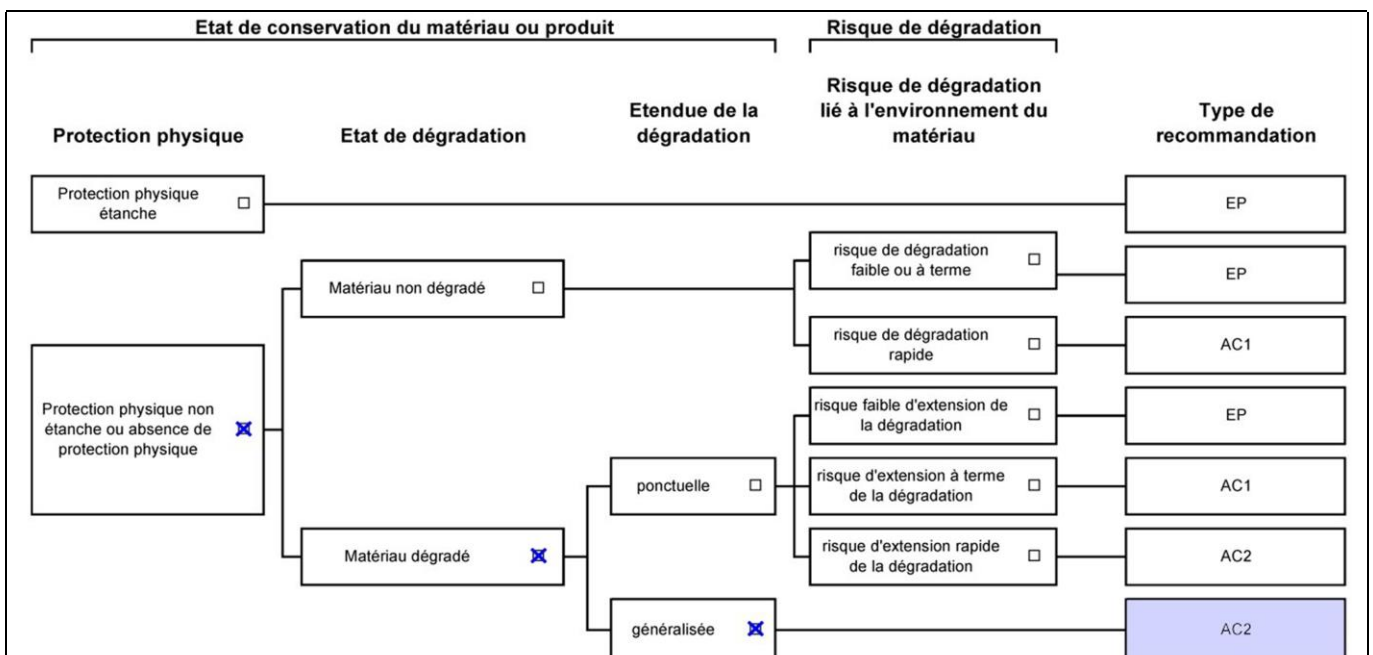 Etat de conservation du matériau ou produit
Risque de dégradation
Protection physique
Etat de dégradation
Etendue de la
dégradation
Risque de dégradation
lié à l'environnement du
matériau
Type de
recommandation
Protection physique
étanche
EP
Matériau non dégradé
risque de dégradation
faible ou à terme
EP
risque de dégradation
rapide
AC1
Protection physique non
étanche ou absence de
protection physique
risque faible d'extension de
la dégradation
EP
ponctuelle
risque d'extension à terme
de la dégradation
AC1
Matériau dégradé
risque d'extension rapide
de la dégradation
AC2
généralisée
AC2